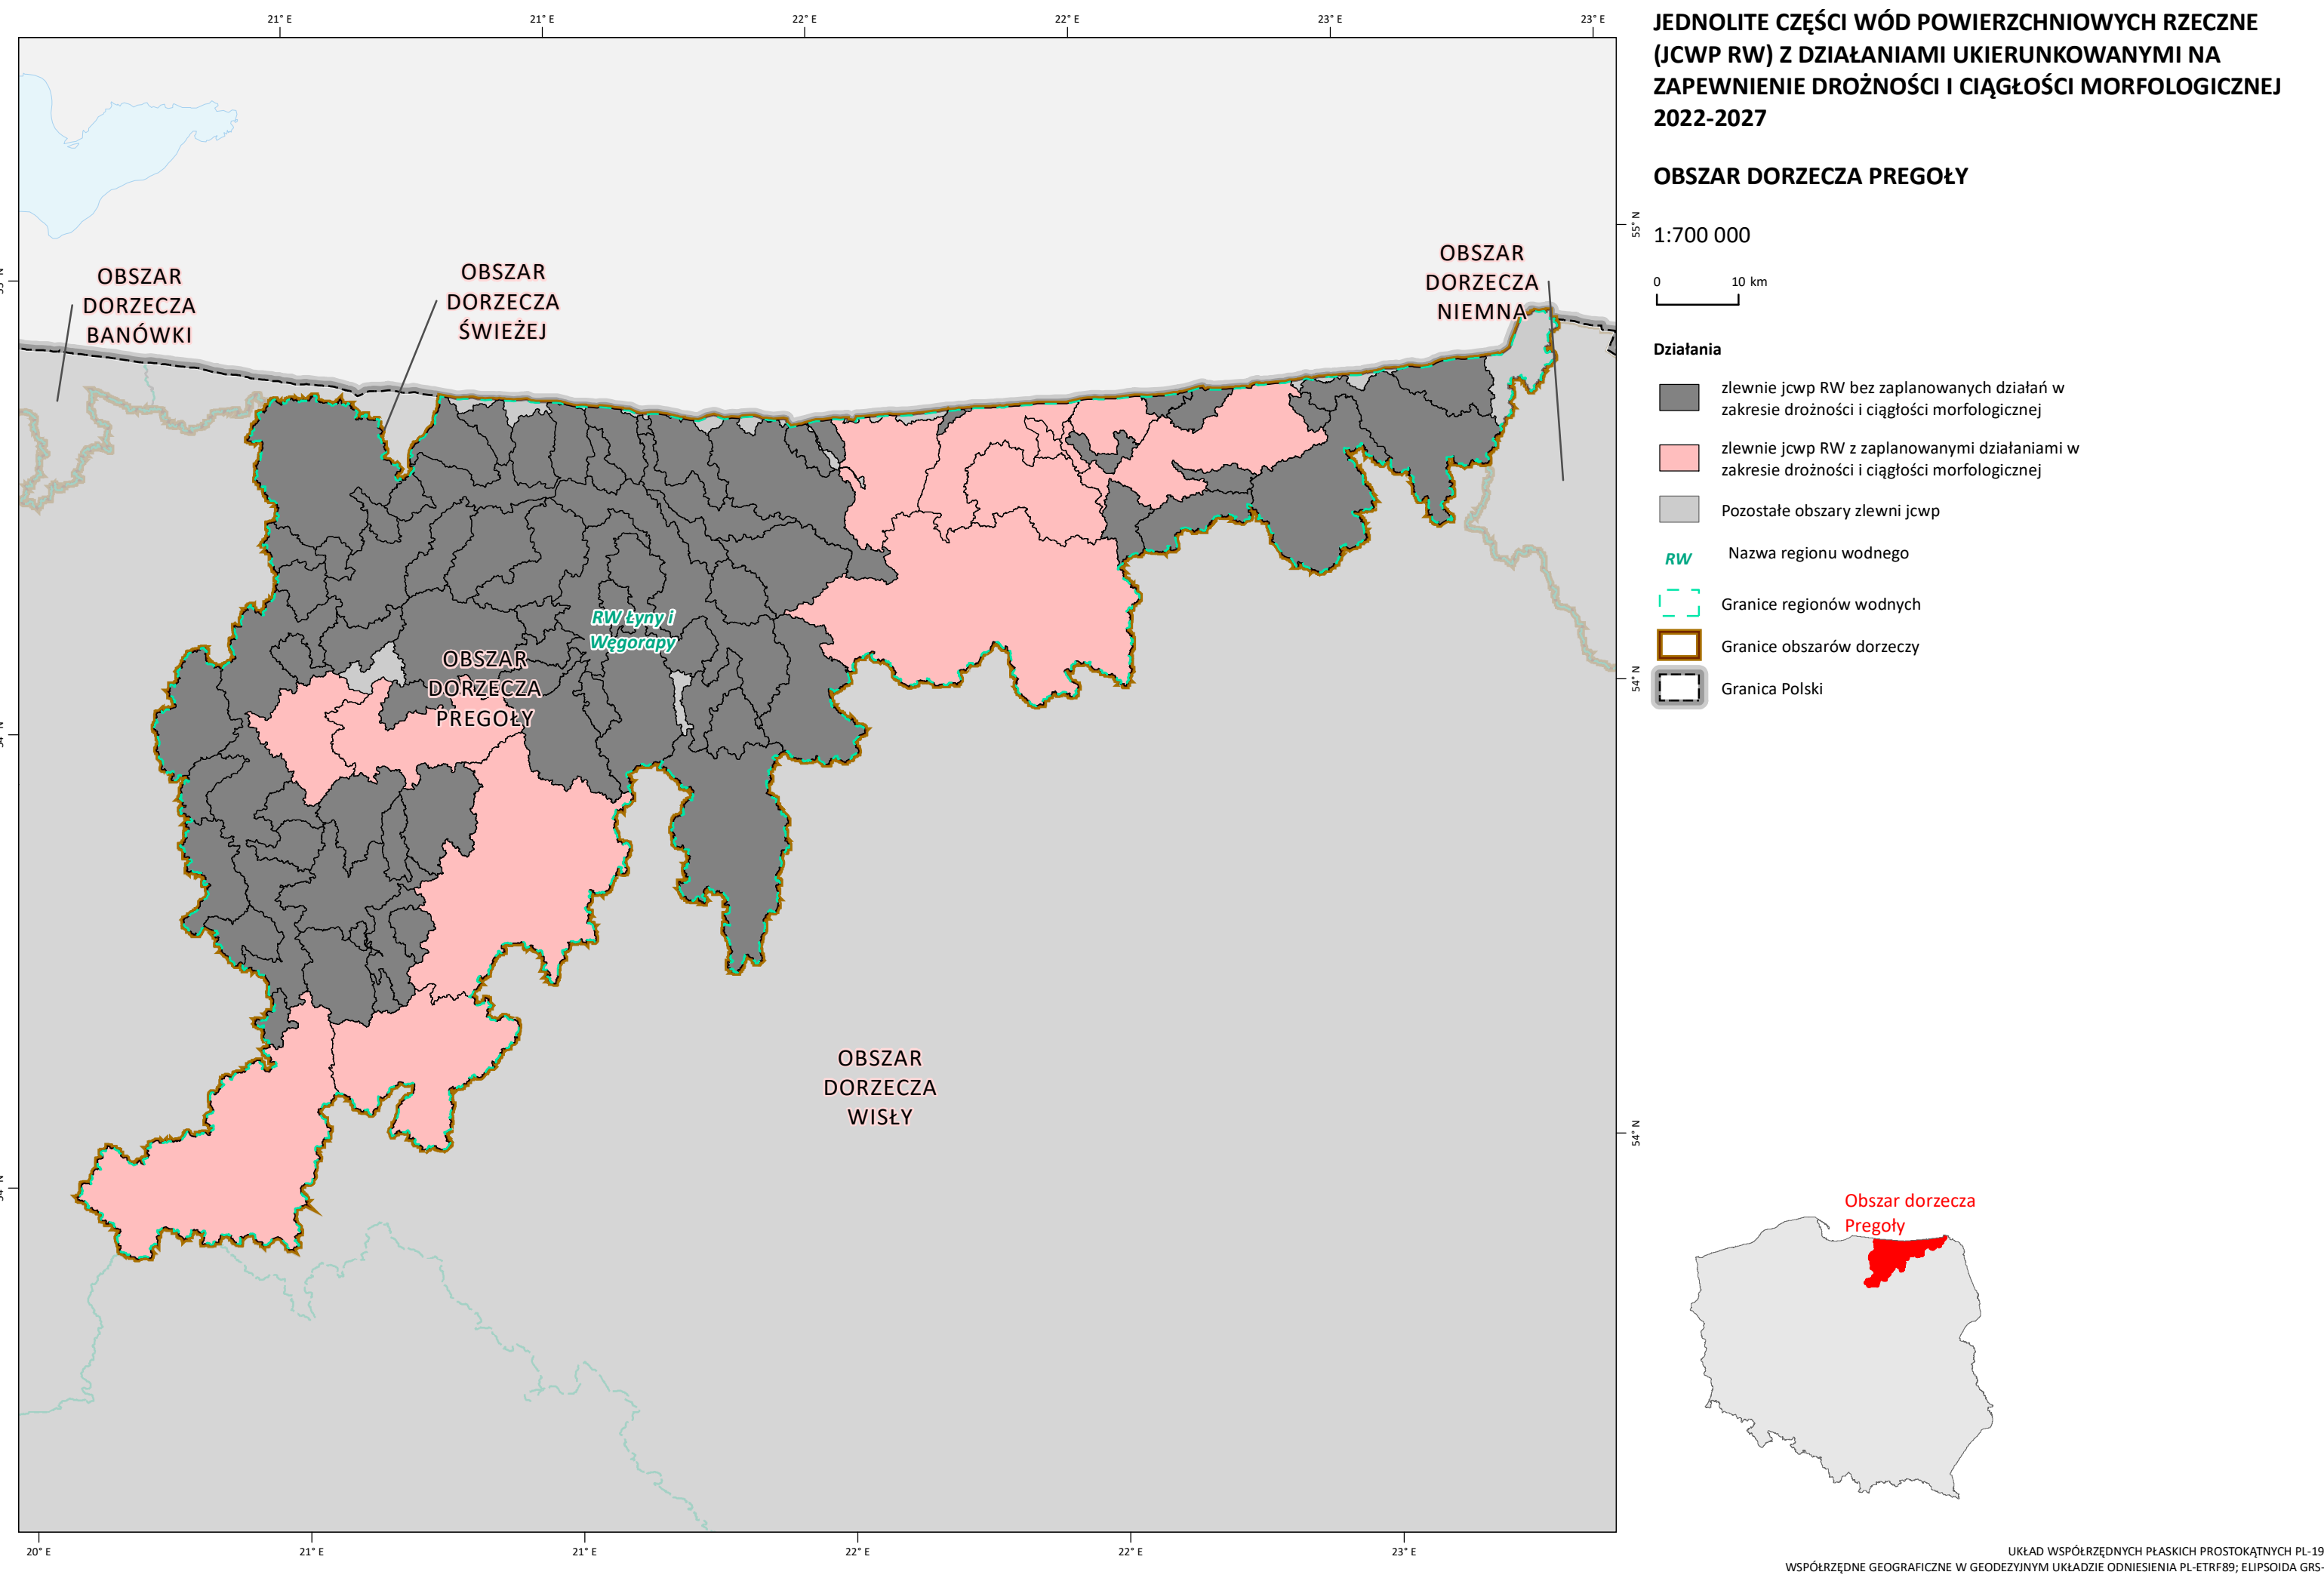 21° E
21° E
22° E
22° E
23° E
23° E
JEDNOLITE CZĘŚCI WÓD POWIERZCHNIOWYCH RZECZNE
(JCWP RW) Z DZIAŁANIAMI UKIERUNKOWANYMI NA
ZAPEWNIENIE DROŻNOŚCI I CIĄGŁOŚCI MORFOLOGICZNEJ
2022-2027
OBSZAR DORZECZA PREGOŁY
1:700 000
0 10 km
Działania
zlewnie jcwp RW bez zaplanowanych działań w
zakresie drożności i ciągłości morfologicznej
zlewnie jcwp RW z zaplanowanymi działaniami w
zakresie drożności i ciągłości morfologicznej
Pozostałe obszary zlewni jcwp
RW Nazwa regionu wodnego
Granice regionów wodnych
Granice obszarów dorzeczy
Granica Polski
OBSZAR
DORZECZA
BANÓWKI
OBSZAR
DORZECZA
ŚWIEŻEJ
OBSZAR
DORZECZA
NIEMNA
RW Łyny i
Węgorapy
OBSZAR
DORZECZA
PREGOŁY
OBSZAR
DORZECZA
WISŁY
55° N
54° N
54° N
Obszar dorzecza
Pregoły
20° E
21° E
21° E
22° E
22° E
23° E
UKŁAD WSPÓŁRZĘDNYCH PŁASKICH PROSTOKĄTNYCH PL-19
WSPÓŁRZĘDNE GEOGRAFICZNE W GEODEZYJNYM UKŁADZIE ODNIESIENIA PL-ETRF89; ELIPSOIDA GRS-